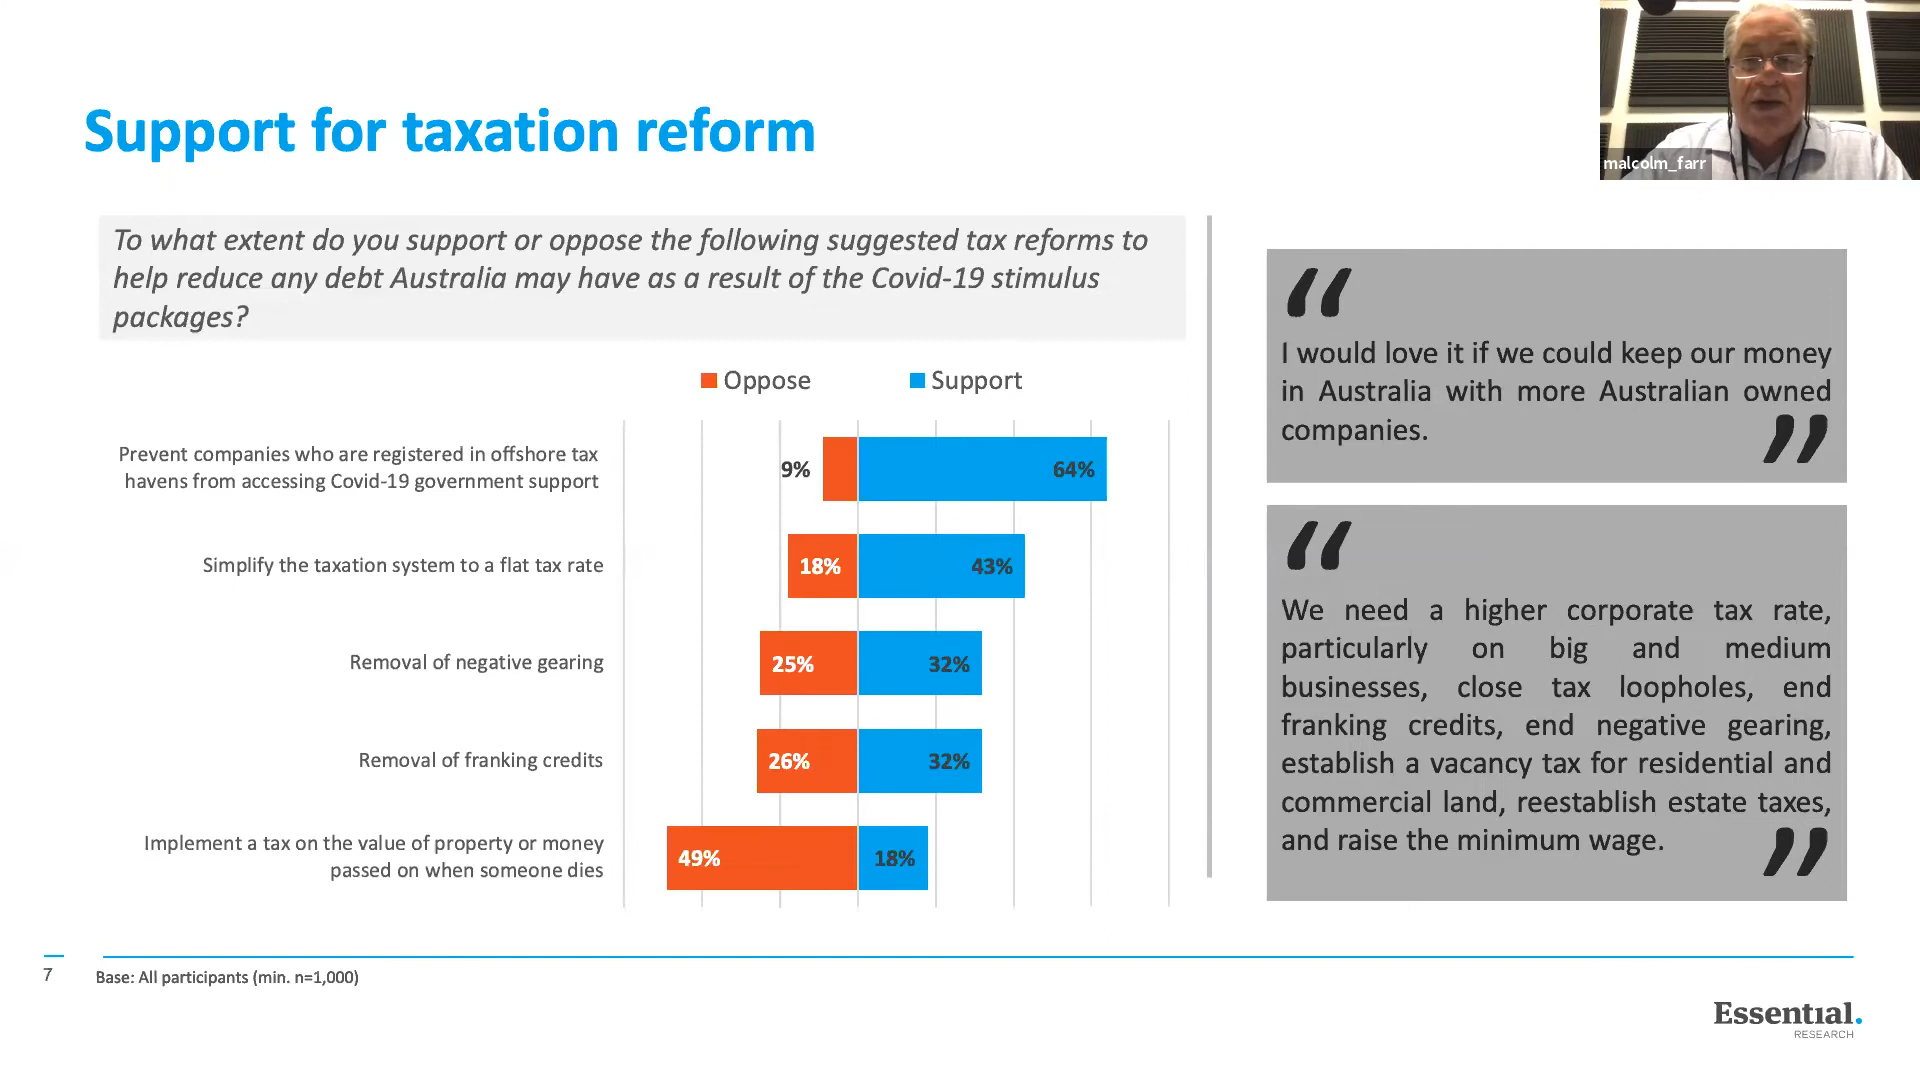 malcolm_farr
Support for taxation reform
To what extent do you support or oppose the following suggested tax reforms to
help reduce any debt Australia may have as a result of the Covid-19 stimulus
packages?
Oppose
Support
Prevent companies who are registered in offshore tax
havens from accessing Covid-19 government support
9%
64%
Simplify the taxation system to a flat tax rate
18%
43%
Removal of negative gearing
25%
32%
Removal of franking credits
26%
32%
Implement a tax on the value of property or money
passed on when someone dies
49%
18%
“
I would love it if we could keep our money
in Australia with more Australian owned
companies.
”
“
We need a higher corporate tax rate,
particularly on big and medium
businesses, close tax loopholes, end
franking credits, end negative gearing,
establish a vacancy tax for residential and
commercial land, reestablish estate taxes,
and raise the minimum wage.
”
7
Base: All participants (min. n=1,000)
Essential.
RESEARCH